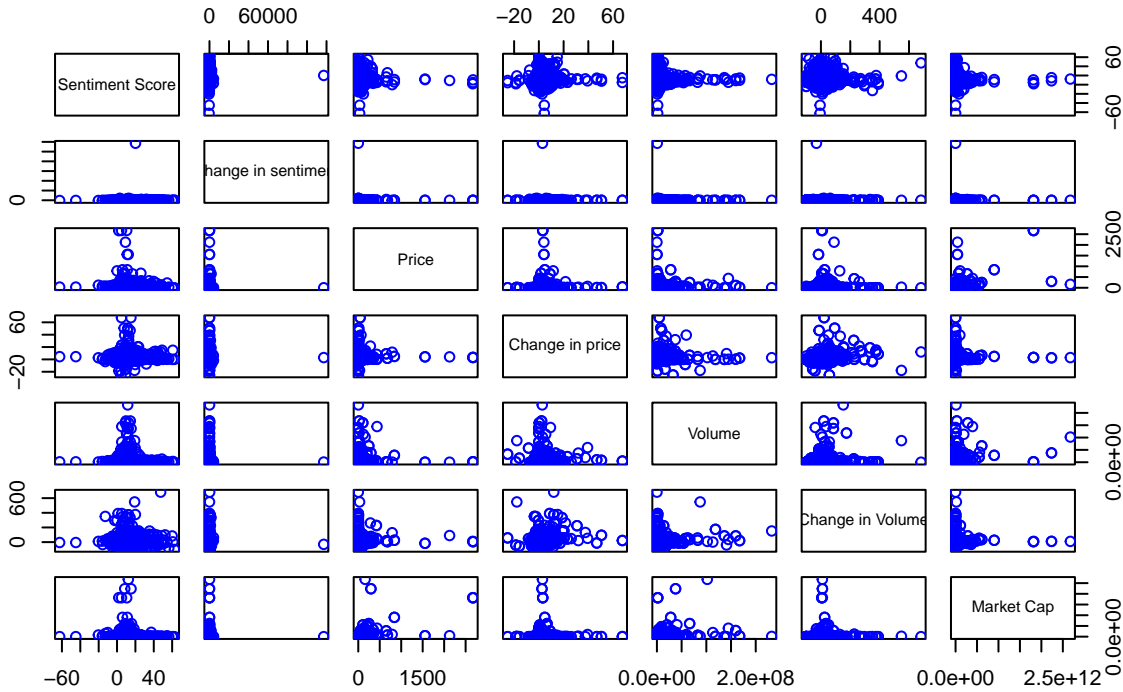 0 60000 −20 20 60 0 400
Sentiment Score
−60 60
0
hange in sentime
Price
0 2500
−20 60
Change in price
Volume
0.0e+00
0 600
Change in Volume
Market Cap
0.0e+00
−60 0 40 0 1500 0.0e+00 2.0e+08 0.0e+00 2.5e+12